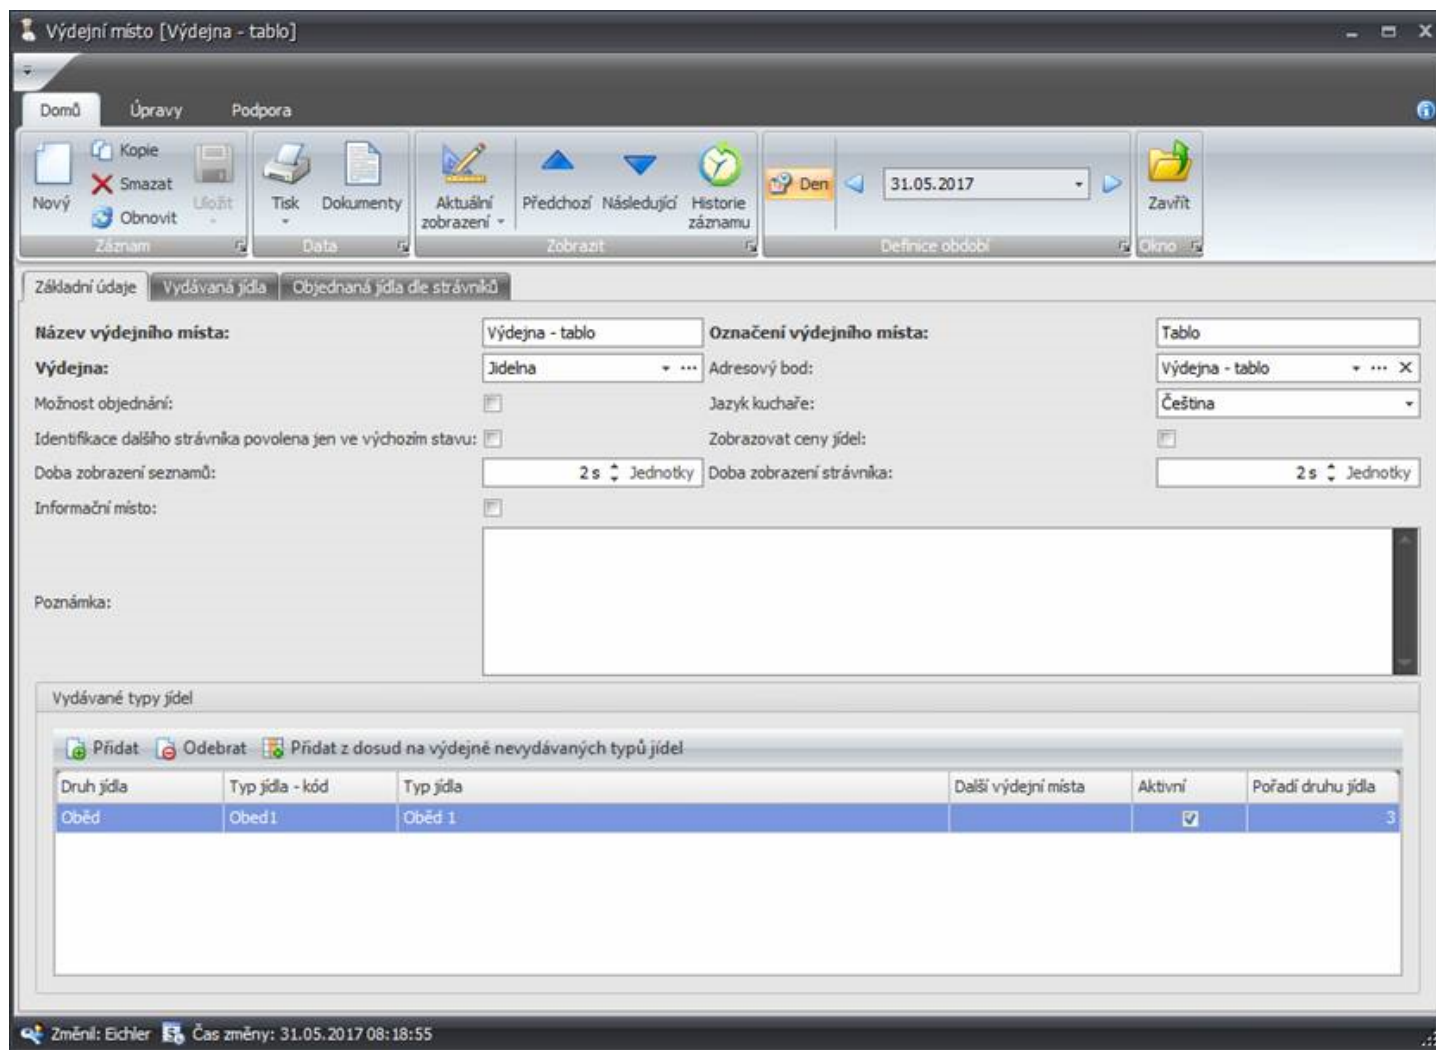 Výdejní místo [Výdejna - tablo]
Domů Úpravy Podpora
Nový Kopie Smazat Obnovit Uložit Tisk Dokumenty Aktuální zobrazení Předchozí Následující Historie záznamu Den 31.05.2017 Zavřít
Záznam Data Zobrazit Definice období Okno
Základní údaje Vydávaná jídla Objednaná jídla dle strávníků
Název výdejního místa: Výdejna - tablo Označení výdejního místa: Tablo
Výdejna: Jidelna Adresový bod: Výdejna - tablo
Možnost objednání: Jazyk kuchaře: Čeština
Identifikace dalšího strávníka povolena jen ve výchozím stavu: Zobrazovat ceny jídel:
Doba zobrazení seznamů: 2 s Jednotky Doba zobrazení strávníka: 2 s Jednotky
Informační místo:
Poznámka:
Vydávané typy jídel
Přidat Odebrat Přidat z dosud na výdejně nevydávaných typů jídel
Druh jídla Typ jídla - kód Typ jídla Další výdejní místa Aktivní Pořadí druhu jídla
Oběd Obed1 Oběd 1 3
Změnil: Eichler Čas změny: 31.05.2017 08:18:55